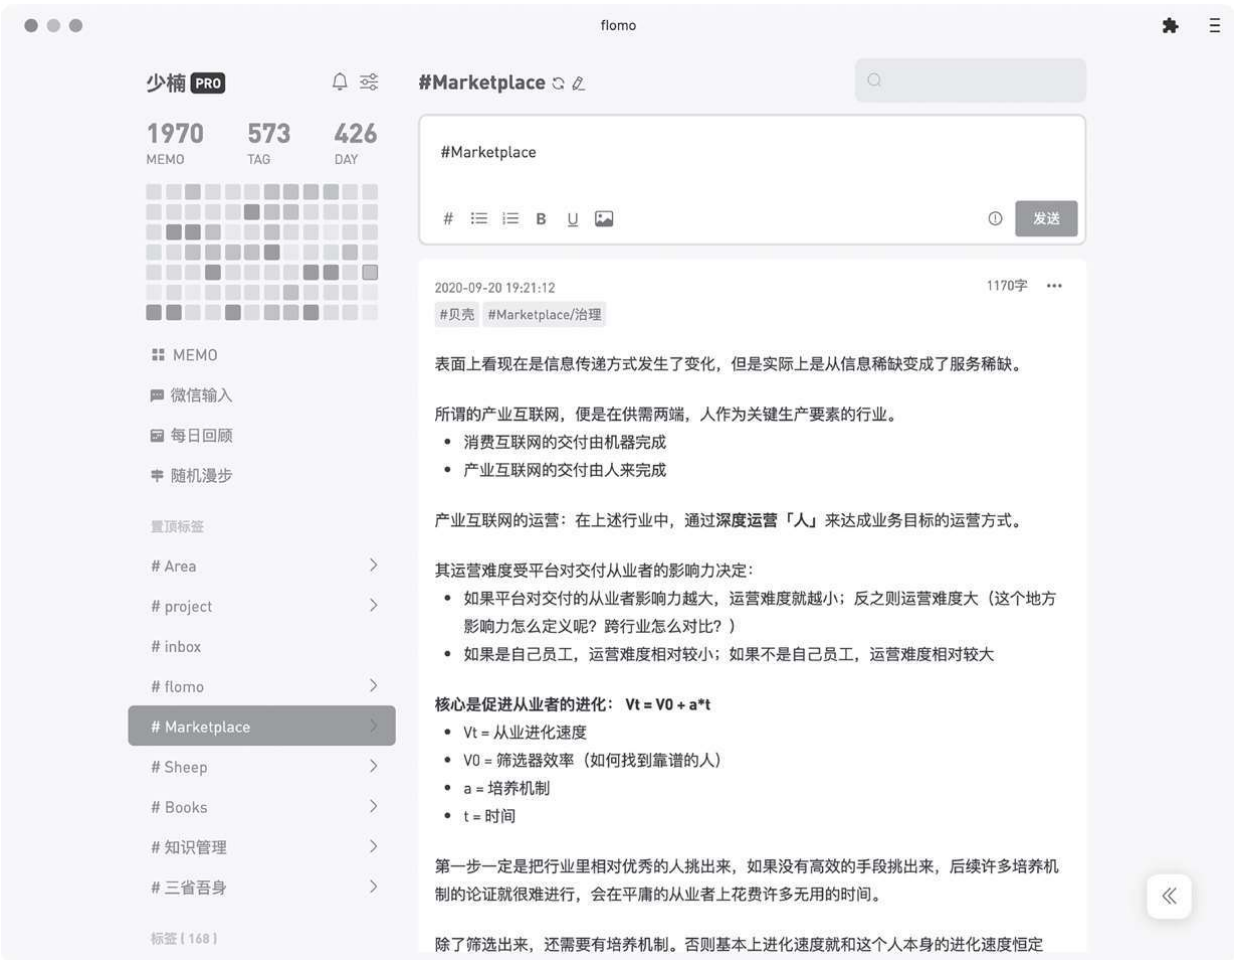 flomo
少楠 PRO
1970 573 426
MEMO TAG DAY
MEMO
微信输入
每日回顾
随机漫步
置顶标签
# Area
# project
# inbox
# flomo
# Marketplace
# Sheep
# Books
# 知识管理
# 三省吾身
标签 ( 168 )
#Marketplace
#Marketplace
# B U
发送
2020-09-20 19:21:12 1170字
#贝壳 #Marketplace/治理
表面上看现在是信息传递方式发生了变化，但是实际上是从信息稀缺变成了服务稀缺。
所谓的产业互联网，便是在供需两端，人作为关键生产要素的行业。
• 消费互联网的交付由机器完成
• 产业互联网的交付由人来完成
产业互联网的运营：在上述行业中，通过深度运营「人」来达成业务目标的运营方式。
其运营难度受平台对交付从业者的影响力决定：
• 如果平台对交付的从业者影响力越大，运营难度就越小；反之则运营难度大（这个地方
影响力怎么定义呢？跨行业怎么对比？）
• 如果是自己员工，运营难度相对较小；如果不是自己员工，运营难度相对较大
核心是促进从业者的进化： Vt = V0 + a*t
• Vt = 从业进化速度
• V0 = 筛选器效率（如何找到靠谱的人）
• a = 培养机制
• t = 时间
第一步一定是把行业里相对优秀的人挑出来，如果没有高效的手段挑出来，后续许多培养机
制的论证就很难进行，会在平庸的从业者上花费许多无用的时间。
除了筛选出来，还需要有培养机制。否则基本上进化速度就和这个人本身的进化速度恒定